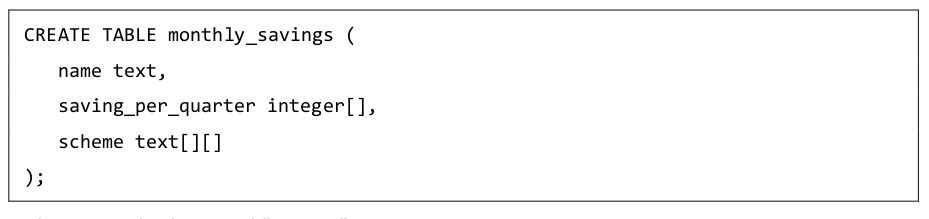 CREATE TABLE monthly_savings (
name text,
saving_per_quarter integer[],
scheme text[][]
);